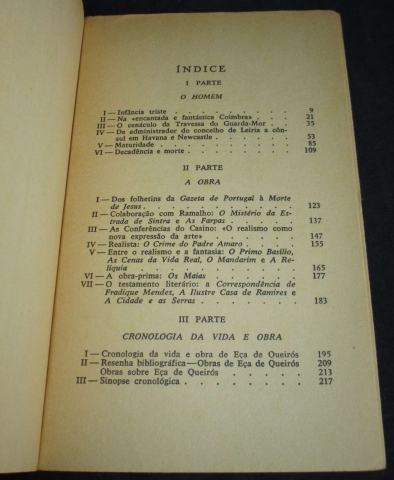 ÍNDICE
I PARTE
O HOMEM
I — Infância triste . . . . . . . . . . 9
II — Na «encantada e fantástica Coimbra» . . . . 21
III — O cenáculo da Travessa do Guarda-Mor . . . 35
IV — De administrador do concelho de Leiria a côn-
sul em Havana e Newcastle . . . . . . . 53
V — Maturidade . . . . . . . . . . . 85
VI — Decadência e morte . . . . . . . . . 109
II PARTE
A OBRA
I — Dos folhetins da Gazeta de Portugal à Morte
de Jesus . . . . . . . . . . . . 123
II — Colaboração com Ramalho: O Mistério da Es-
trada de Sintra e As Farpas . . . . . . 137
III — As Conferências do Casino: «O realismo como
nova expressão da arte» . . . . . . . 147
IV — Realista: O Crime do Padre Amaro . . . . 155
V — Entre o realismo e a fantasia: O Primo Basílio,
As Cenas da Vida Real, O Mandarim e A Re-
líquia . . . . . . . . . . . . 165
VI — A obra-prima: Os Maias . . . . . . . 177
VII — O testamento literário: a Correspondência de
Fradique Mendes, A Ilustre Casa de Ramires e
A Cidade e as Serras . . . . . . . . 183
III PARTE
CRONOLOGIA DA VIDA E OBRA
I — Cronologia da vida e obra de Eça de Queirós 195
II — Resenha bibliográfica — Obras de Eça de Queirós 209
Obras sobre Eça de Queirós . . . . . . 213
III — Sinopse cronológica . . . . . . . . 217